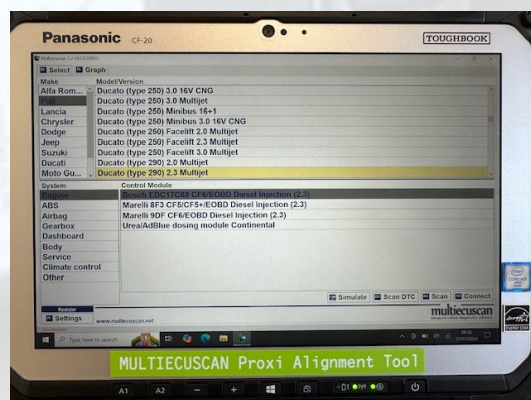 Panasonic CF-20 TOUGHBOOK
Select Graph
Make Model/Version
Alfa Rom... Ducato (type 250) 3.0 16V CNG
Fiat Ducato (type 250) 3.0 Multijet
Lancia Ducato (type 250) Minibus 16+1
Chrysler Ducato (type 250) Minibus 3.0 16V CNG
Dodge Ducato (type 250) Facelift 2.0 Multijet
Jeep Ducato (type 250) Facelift 2.3 Multijet
Suzuki Ducato (type 250) Facelift 3.0 Multijet
Ducati Ducato (type 290) 2.0 Multijet
Moto Gu... Ducato (type 290) 2.3 Multijet
System Control Module
Engine Bosch EDC17C69 CF6/EOBD Diesel Injection (2.3)
ABS Marelli 8F3 CF5/CF5+/EOBD Diesel Injection (2.3)
Airbag Marelli 9DF CF6/EOBD Diesel Injection (2.3)
Gearbox Urea/AdBlue dosing module Continental
Dashboard
Body
Service
Climate control
Other
Simulate Scan DTC Scan Connect
Register
Settings www.multiecuscan.net multiecuscan
Type here to search
MULTIECUSCAN Proxi Alignment Tool
A1 A2 - +